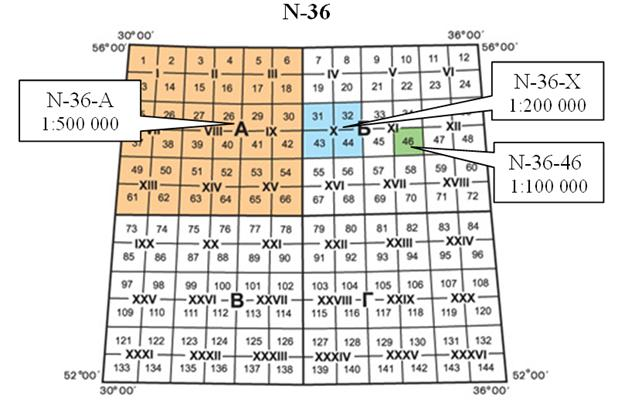 N-36
30°00' 36°00'
56°00' 56°00'
1 2 3 4 5 6 7 8 9 10 11 12
I II III IV V VI
13 14 15 16 17 18 19 20 21 22 23 24
N-36-А
1:500 000
N-36-X
1:200 000
26 27 28 29 30 31 32 33
VIII А IX X Б XI XII
37 38 39 40 41 42 43 44 45 46 47 48
N-36-46
1:100 000
49 50 51 52 53 54 55 56 57 58 59 60
XIII XIV XV XVI XVII XVIII
61 62 63 64 65 66 67 68 69 70 71 72
73 74 75 76 77 78 79 80 81 82 83 84
IXX XX XXI XXII XXIII XXIV
85 86 87 88 89 90 91 92 93 94 95 96
97 98 99 100 101 102 103 104 105 106 107 108
XXV XXVI В XXVII XXVIII Г XXIX XXX
109 110 111 112 113 114 115 116 117 118 119 120
121 122 123 124 125 126 127 128 129 130 131 132
XXXI XXXII XXXIII XXXIV XXXV XXXVI
133 134 135 136 137 138 139 140 141 142 143 144
52°00' 52°00'
30°00' 36°00'